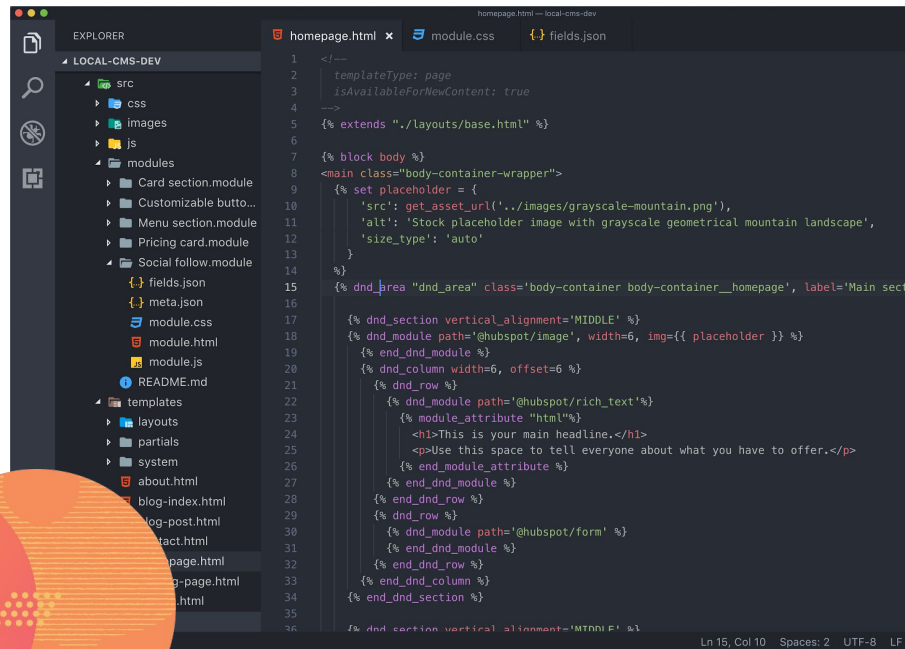 homepage.html — local-cms-dev
EXPLORER
homepage.html × module.css {..} fields.json
LOCAL-CMS-DEV
src
css
images
js
modules
Card section.module
Customizable butto...
Menu section.module
Pricing card.module
Social follow.module
{..} fields.json
{..} meta.json
module.css
module.html
JS module.js
README.md
templates
layouts
partials
system
about.html
blog-index.html
log-post.html
tact.html
page.html
g-page.html
.html
1 <!--
2 templateType: page
3 isAvailableForNewContent: true
4 -->
5 {% extends "./layouts/base.html" %}
6
7 {% block body %}
8 <main class="body-container-wrapper">
9 {% set placeholder = {
10 'src': get_asset_url('../images/grayscale-mountain.png'),
11 'alt': 'Stock placeholder image with grayscale geometrical mountain landscape',
12 'size_type': 'auto'
13 }
14 %}
15 {% dnd_area "dnd_area" class='body-container body-container__homepage', label='Main sect
16
17 {% dnd_section vertical_alignment='MIDDLE' %}
18 {% dnd_module path='@hubspot/image', width=6, img={{ placeholder }} %}
19 {% end_dnd_module %}
20 {% dnd_column width=6, offset=6 %}
21 {% dnd_row %}
22 {% dnd_module path='@hubspot/rich_text'%}
23 {% module_attribute "html"%}
24 <h1>This is your main headline.</h1>
25 <p>Use this space to tell everyone about what you have to offer.</p>
26 {% end_module_attribute %}
27 {% end_dnd_module %}
28 {% end_dnd_row %}
29 {% dnd_row %}
30 {% dnd_module path='@hubspot/form' %}
31 {% end_dnd_module %}
32 {% end_dnd_row %}
33 {% end_dnd_column %}
34 {% end_dnd_section %}
35
36 {% dnd_section vertical_alignment='MIDDLE' %}
Ln 15, Col 10 Spaces: 2 UTF-8 LF